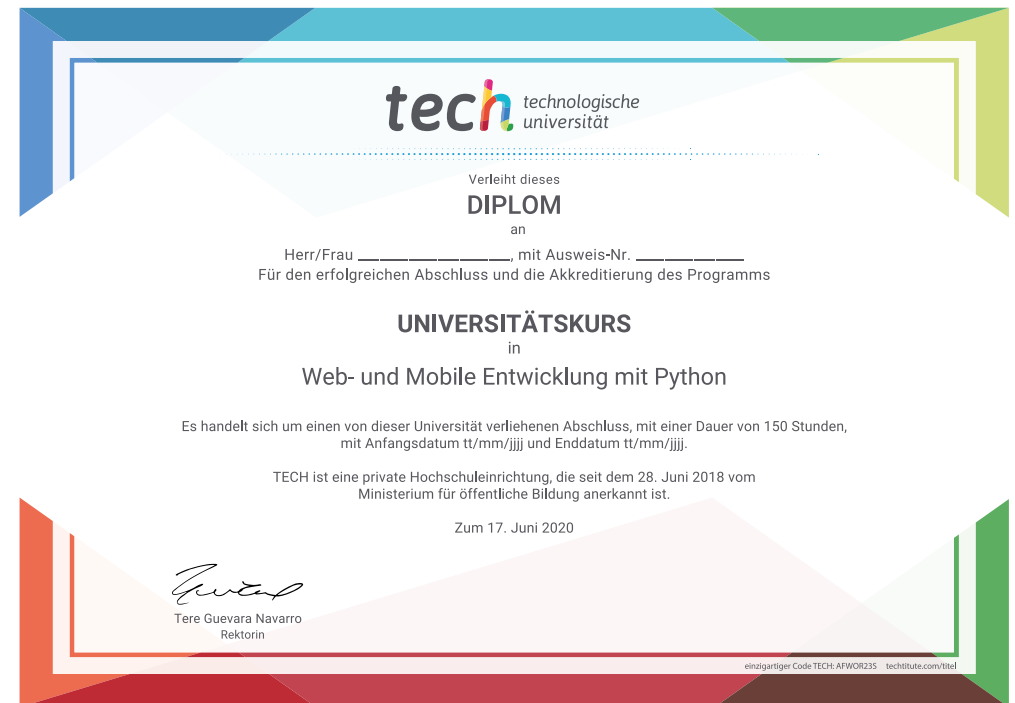 tech technologische
universität
Verleiht dieses
DIPLOM
an
Herr/Frau ____________________, mit Ausweis-Nr. ______________
Für den erfolgreichen Abschluss und die Akkreditierung des Programms
UNIVERSITÄTSKURS
in
Web- und Mobile Entwicklung mit Python
Es handelt sich um einen von dieser Universität verliehenen Abschluss, mit einer Dauer von 150 Stunden,
mit Anfangsdatum tt/mm/jjjj und Enddatum tt/mm/jjjj.
TECH ist eine private Hochschuleinrichtung, die seit dem 28. Juni 2018 vom
Ministerium für öffentliche Bildung anerkannt ist.
Zum 17. Juni 2020
Tere Guevara Navarro
Rektorin
einzigartiger Code TECH: AFWOR23S techtitute.com/titel